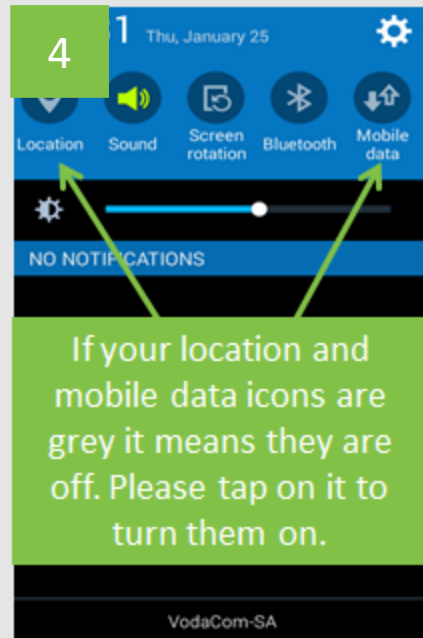 4
31 Thu, January 25
Location Sound Screen rotation Bluetooth Mobile data
NO NOTIFICATIONS
If your location and
mobile data icons are
grey it means they are
off. Please tap on it to
turn them on.
VodaCom-SA